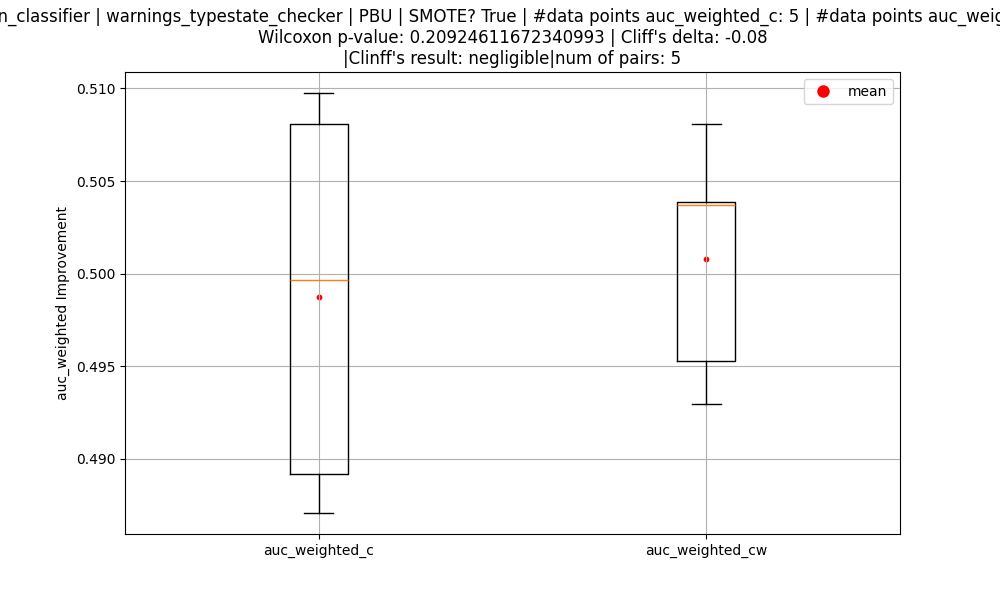 n_classifier | warnings_typestate_checker | PBU | SMOTE? True | #data points auc_weighted_c: 5 | #data points auc_weig
Wilcoxon p-value: 0.20924611672340993 | Cliff's delta: -0.08
|Clinff's result: negligible|num of pairs: 5
mean
0.510
0.505
0.500
0.495
0.490
auc_weighted Improvement
auc_weighted_c
auc_weighted_cw